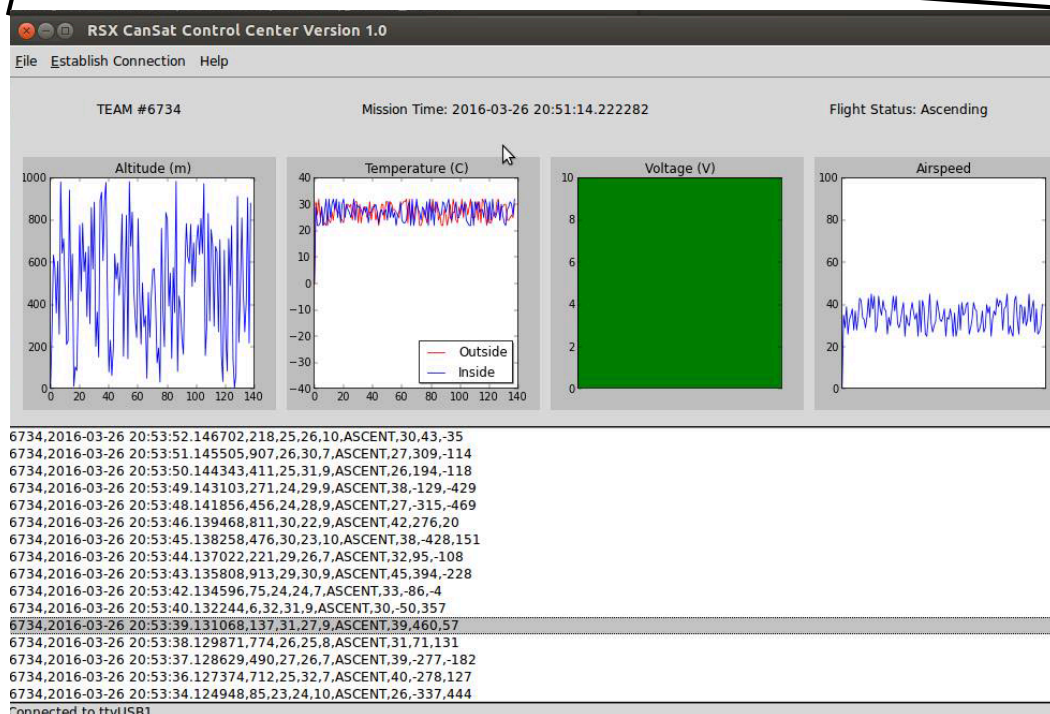 RSX CanSat Control Center Version 1.0
File Establish Connection Help
TEAM #6734 Mission Time: 2016-03-26 20:51:14.222282 Flight Status: Ascending
Altitude (m) Temperature (C) Voltage (V) Airspeed
1000 40 10 100
30
800 8 80
20
600 10 6 60
0
400 −10 4 40
−20
200 2 20
−30
0 −40 0 0
Outside
Inside
0 20 40 60 80 100 120 140 0 20 40 60 80 100 120 140
6734,2016-03-26 20:53:52.146702,218,25,26,10,ASCENT,30,43,-35
6734,2016-03-26 20:53:51.145505,907,26,30,7,ASCENT,27,309,-114
6734,2016-03-26 20:53:50.144343,411,25,31,9,ASCENT,26,194,-118
6734,2016-03-26 20:53:49.143103,271,24,29,9,ASCENT,38,-129,-429
6734,2016-03-26 20:53:48.141856,456,24,28,9,ASCENT,27,-315,-469
6734,2016-03-26 20:53:46.139468,811,30,22,9,ASCENT,42,276,20
6734,2016-03-26 20:53:45.138258,476,30,23,10,ASCENT,38,-428,151
6734,2016-03-26 20:53:44.137022,221,29,26,7,ASCENT,32,95,-108
6734,2016-03-26 20:53:43.135808,913,29,30,9,ASCENT,45,394,-228
6734,2016-03-26 20:53:42.134596,75,24,24,7,ASCENT,33,-86,-4
6734,2016-03-26 20:53:40.132244,6,32,31,9,ASCENT,30,-50,357
6734,2016-03-26 20:53:39.131068,137,31,27,9,ASCENT,39,460,57
6734,2016-03-26 20:53:38.129871,774,26,25,8,ASCENT,31,71,131
6734,2016-03-26 20:53:37.128629,490,27,26,7,ASCENT,39,-277,-182
6734,2016-03-26 20:53:36.127374,712,25,32,7,ASCENT,40,-278,127
6734,2016-03-26 20:53:34.124948,85,23,24,10,ASCENT,26,-337,444
Connected to ttyUSB1